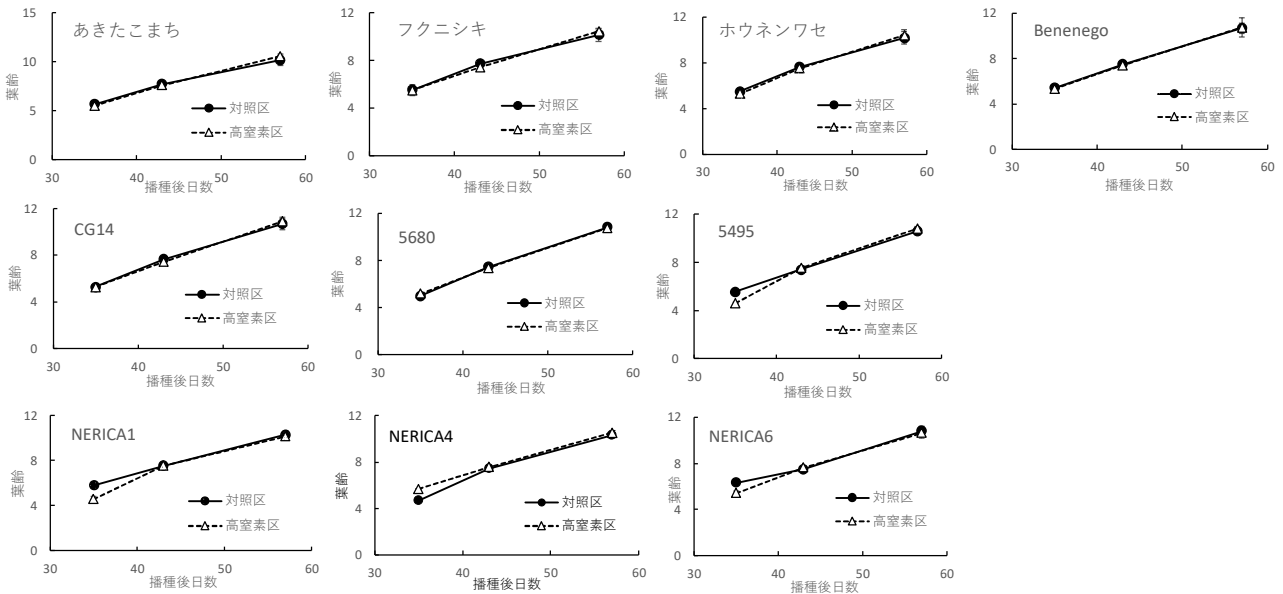 あきたこまち
15
10
5
0
葉齢
対照区
高窒素区
30 40 50 60
播種後日数
フクニシキ
12
8
4
0
葉齢
対照区
高窒素区
30 40 50 60
播種後日数
ホウネンワセ
12
8
4
0
葉齢
対照区
高窒素区
30 40 50 60
播種後日数
Benenego
12
8
4
0
葉齢
対照区
高窒素区
30 40 50 60
播種後日数
CG14
12
8
4
0
葉齢
対照区
高窒素区
30 40 50 60
播種後日数
5680
12
8
4
0
葉齢
対照区
高窒素区
30 40 50 60
播種後日数
5495
12
8
4
0
葉齢
対照区
高窒素区
30 40 50 60
播種後日数
NERICA1
12
8
4
0
葉齢
対照区
高窒素区
30 40 50 60
播種後日数
NERICA4
12
8
4
0
葉齢
対照区
高窒素区
30 40 50 60
播種後日数
NERICA6
12
8
4
0
葉齢
対照区
高窒素区
30 40 50 60
播種後日数